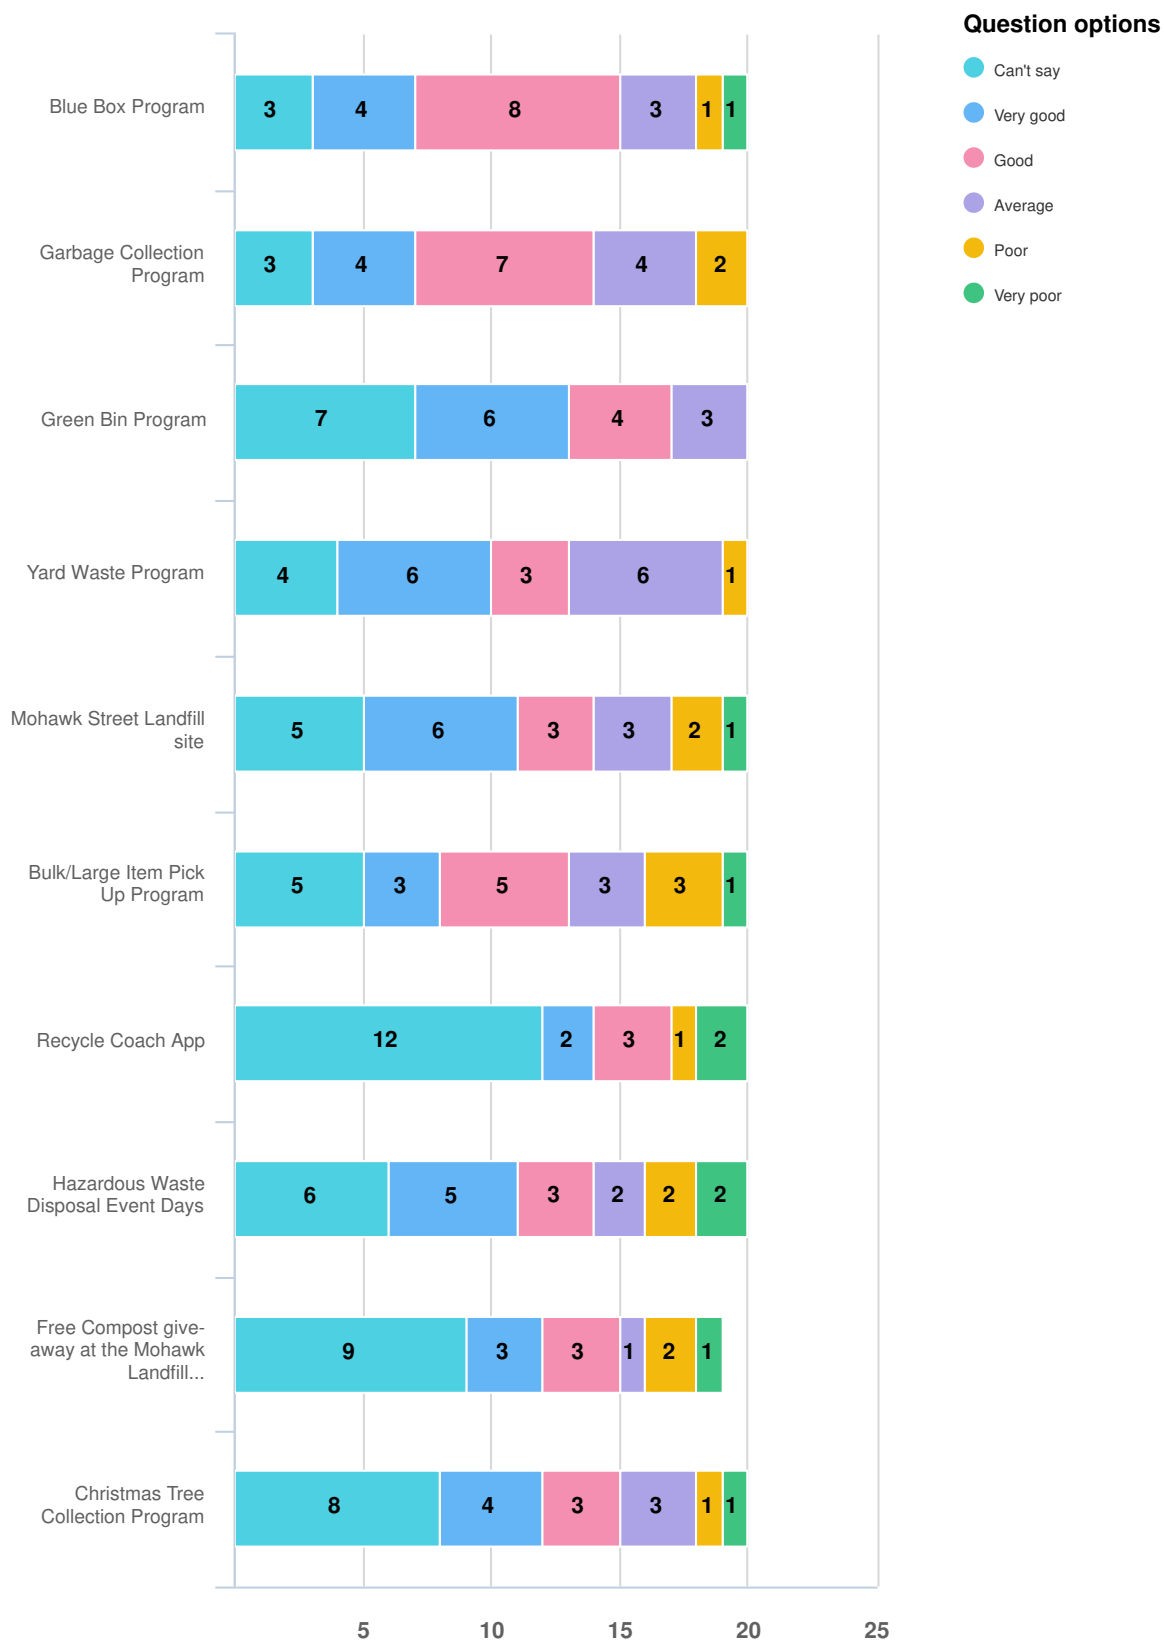 Question options
Can't say
Very good
Good
Average
Poor
Very poor
Blue Box Program
3 4 8 3 1 1
Garbage Collection
Program
3 4 7 4 2
Green Bin Program
7 6 4 3
Yard Waste Program
4 6 3 6 1
Mohawk Street Landfill
site
5 6 3 3 2 1
Bulk/Large Item Pick
Up Program
5 3 5 3 3 1
Recycle Coach App
12 2 3 1 2
Hazardous Waste
Disposal Event Days
6 5 3 2 2 2
Free Compost give-
away at the Mohawk
Landfill...
9 3 3 1 2 1
Christmas Tree
Collection Program
8 4 3 3 1 1
5 10 15 20 25